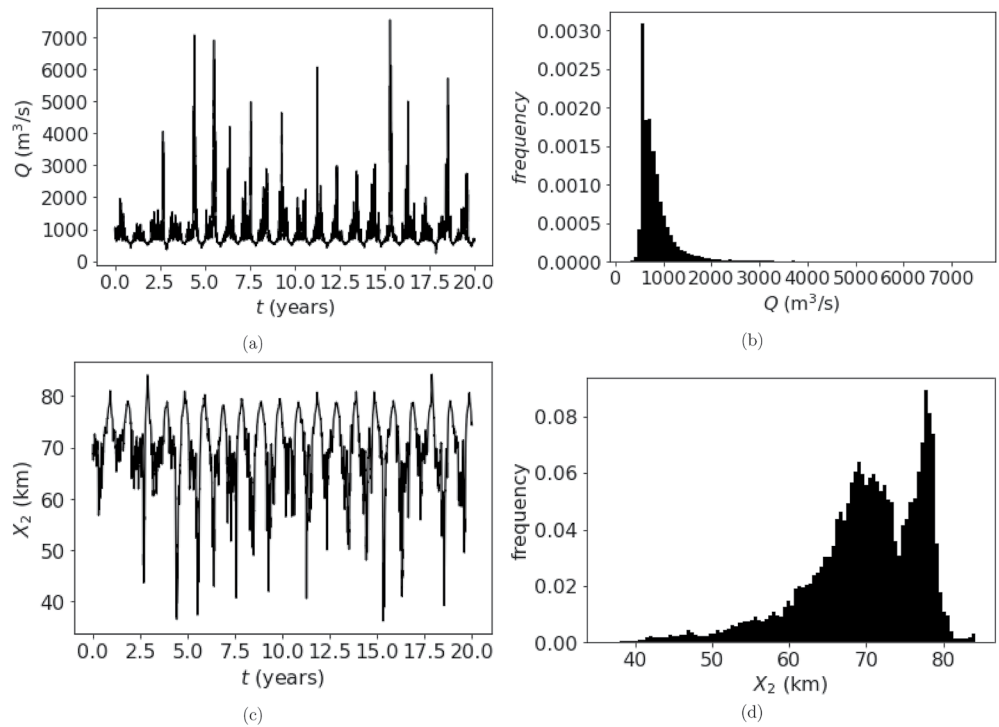 7000
6000
5000
4000
3000
2000
1000
0
Q (m³/s)
0.0 2.5 5.0 7.5 10.0 12.5 15.0 17.5 20.0
t (years)
(a)
0.0030
0.0025
0.0020
0.0015
0.0010
0.0005
0.0000
frequency
0 1000 2000 3000 4000 5000 6000 7000
Q (m³/s)
(b)
80
70
60
50
40
X₂ (km)
0.0 2.5 5.0 7.5 10.0 12.5 15.0 17.5 20.0
t (years)
(c)
0.08
0.06
0.04
0.02
0.00
frequency
40 50 60 70 80
X₂ (km)
(d)